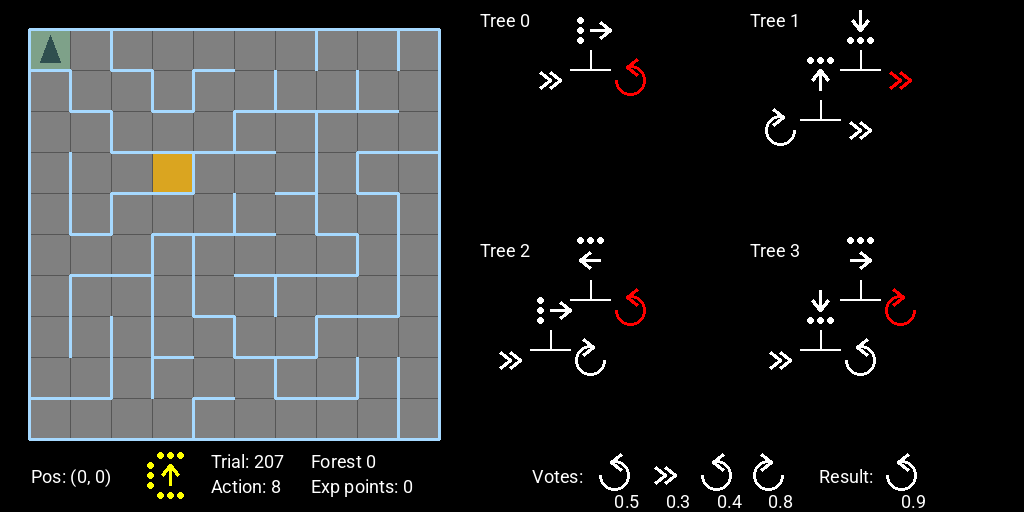 Tree 0
Tree 1
Tree 2
Tree 3
Pos: (0, 0)
Trial: 207
Forest 0
Action: 8
Exp points: 0
Votes:
0.5
0.3
0.4
0.8
Result:
0.9